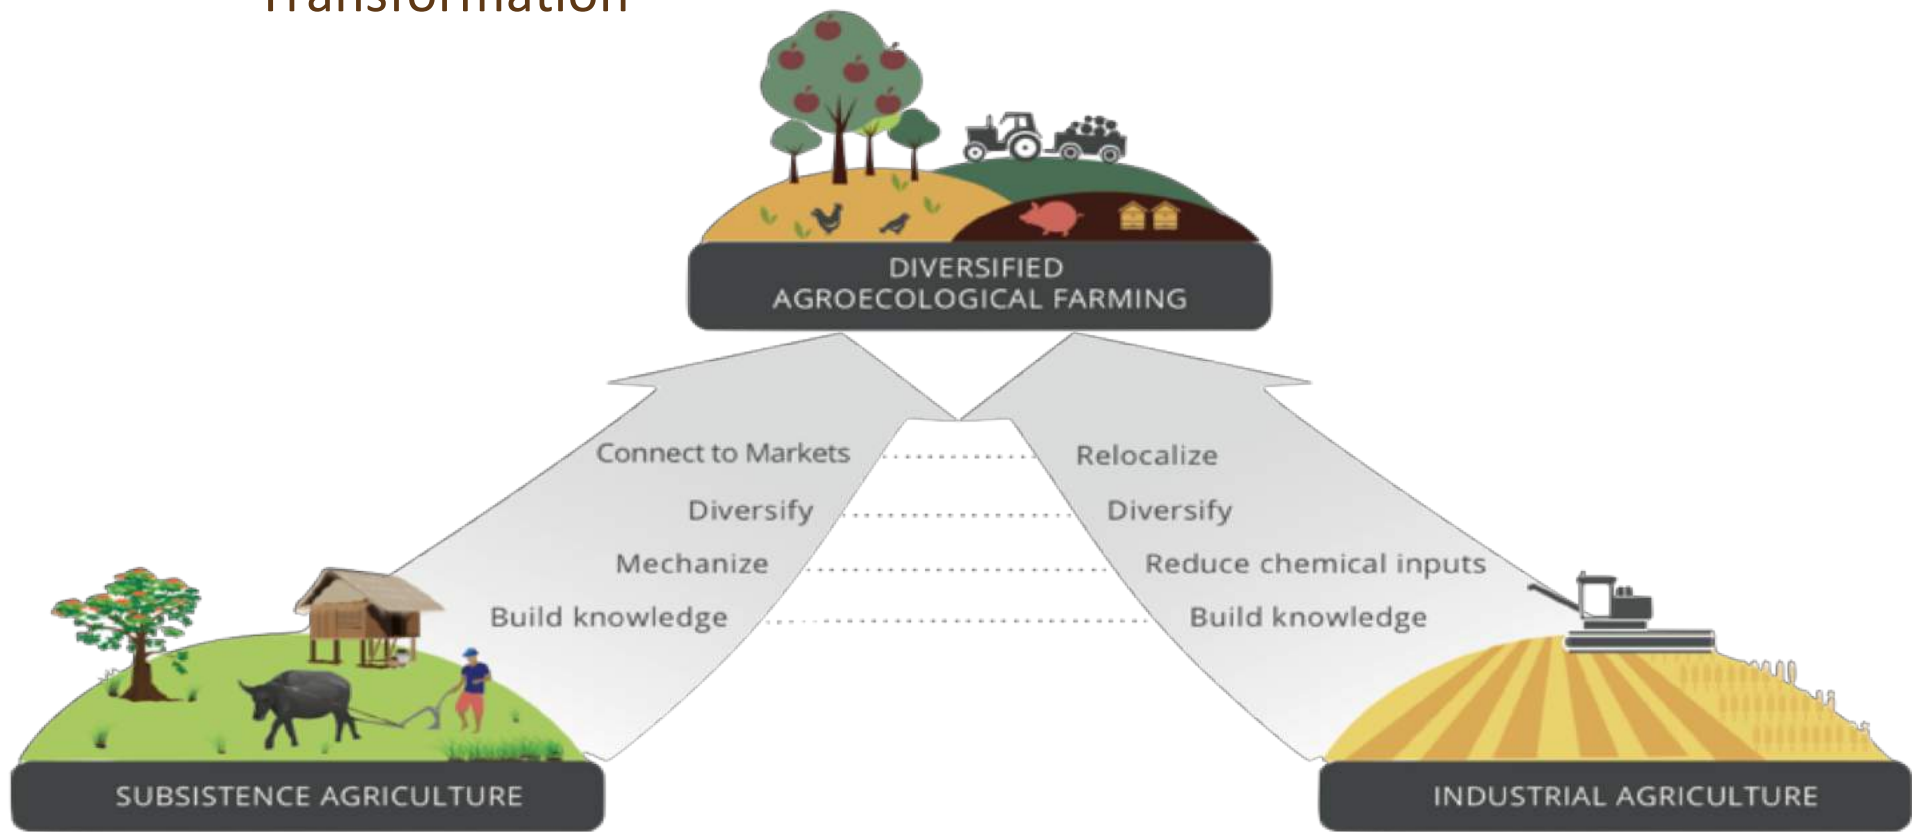 Transformation
DIVERSIFIED
AGROECOLOGICAL FARMING
Connect to Markets
Relocalize
Diversify
Diversify
Mechanize
Reduce chemical inputs
Build knowledge
Build knowledge
SUBSISTENCE AGRICULTURE
INDUSTRIAL AGRICULTURE